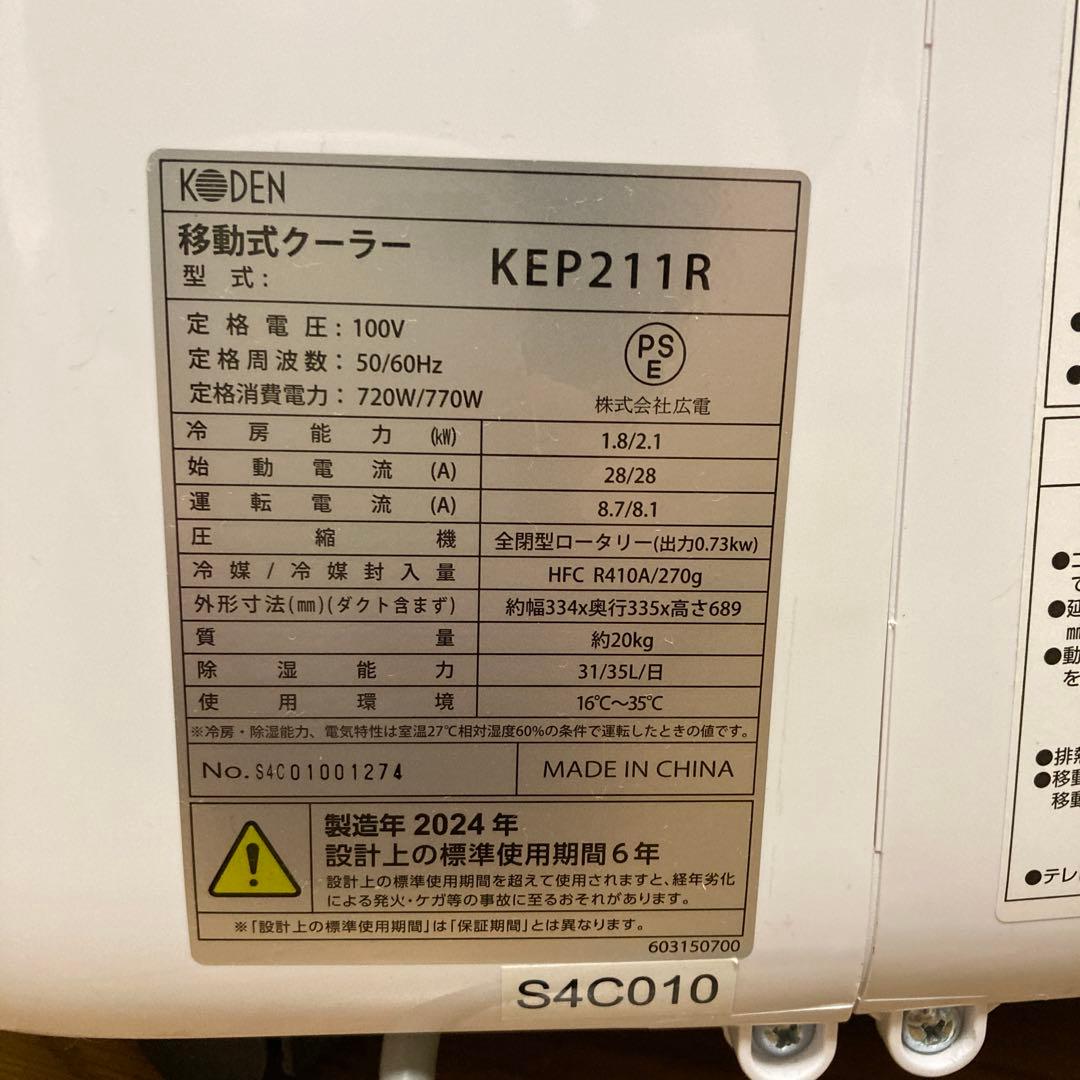 KODEN
移動式クーラー
型 式： KEP211R
定 格 電 圧：100V
定格周波数：50/60Hz
定格消費電力：720W/770W
PS
E
株式会社広電
冷房能力(kW) 1.8/2.1
始動電流(A) 28/28
運転電流(A) 8.7/8.1
圧縮機 全閉型ロータリー(出力0.73kw)
冷媒/冷媒封入量 HFC R410A/270g
外形寸法(mm)(ダクト含まず) 約幅334x奥行335x高さ689
質量 約20kg
除湿能力 31/35L/日
使用環境 16℃〜35℃
※冷房・除湿能力、電気特性は室温27℃相対湿度60%の条件で運転したときの値です。
No. S4C01001274 MADE IN CHINA
製造年 2024 年
設計上の標準使用期間 6 年
設計上の標準使用期間を超えて使用されますと、経年劣化
による発火・ケガ等の事故に至るおそれがあります。
※「設計上の標準使用期間」は「保証期間」とは異なります。
603150700
S4C010
●延
mm
●動
を
●排熱
●移動
移動
●テレ